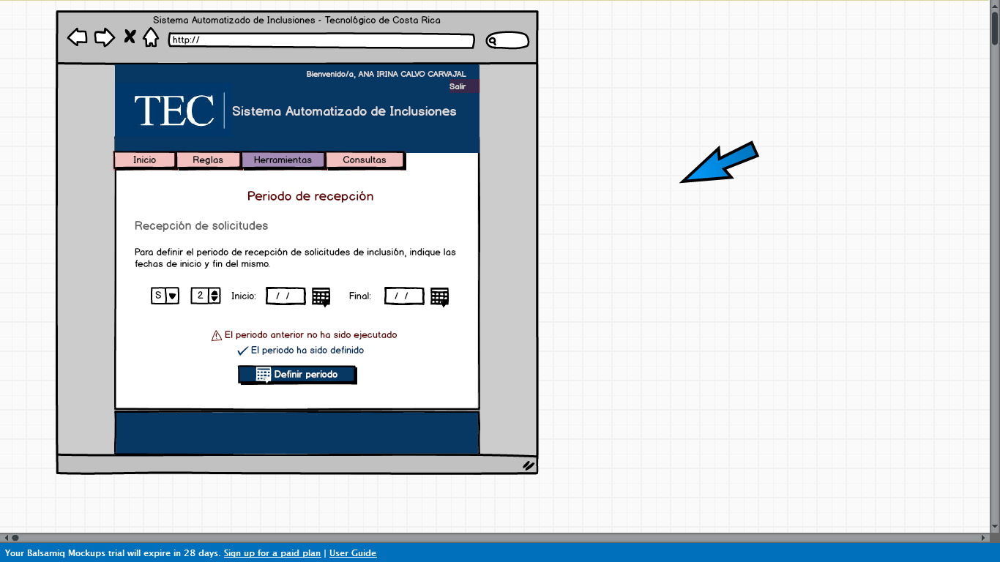 Sistema Automatizado de Inclusiones - Tecnológico de Costa Rica
http://
Bienvenido/a, ANA IRINA CALVO CARVAJAL
Salir
TEC
Sistema Automatizado de Inclusiones
Inicio Reglas Herramientas Consultas
Periodo de recepción
Recepción de solicitudes
Para definir el periodo de recepción de solicitudes de inclusión, indique las
fechas de inicio y fin del mismo.
S 2 Inicio: / / Final: / /
El periodo anterior no ha sido ejecutado
El periodo ha sido definido
Definir periodo
Your Balsamiq Mockups trial will expire in 28 days. Sign up for a paid plan | User Guide